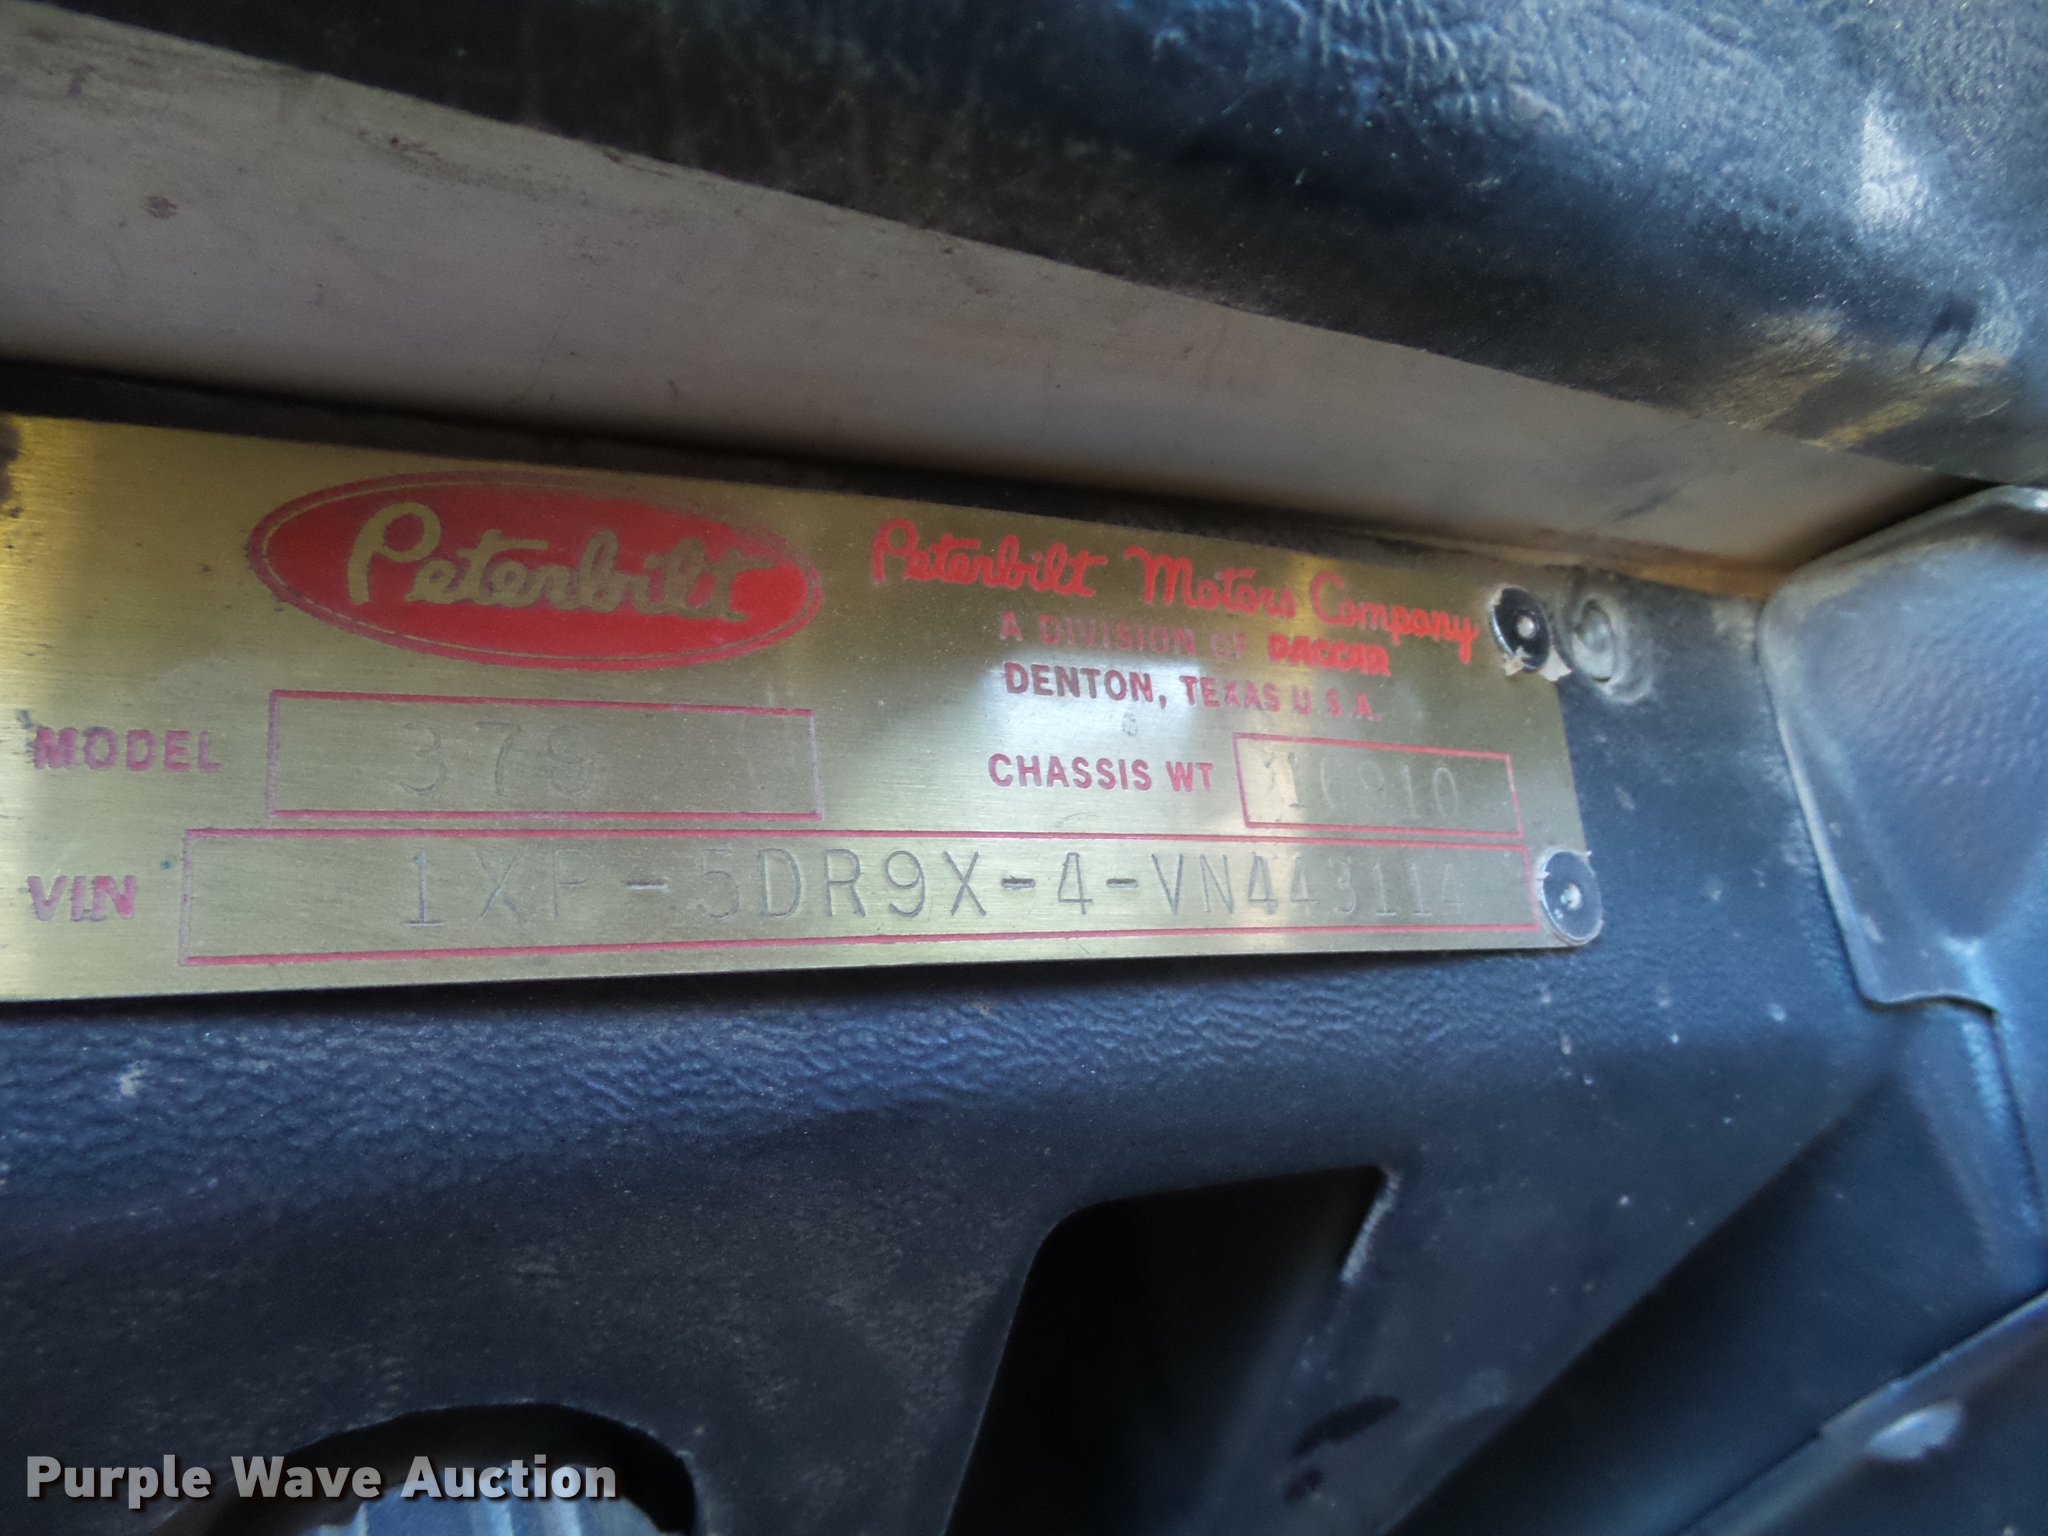 Peterbilt
Peterbilt Motors Company
A DIVISION OF PACCAR
DENTON, TEXAS U.S.A.
MODEL 379
CHASSIS WT
VIN 1XP-5DR9X-4-VN443114
Purple Wave Auction